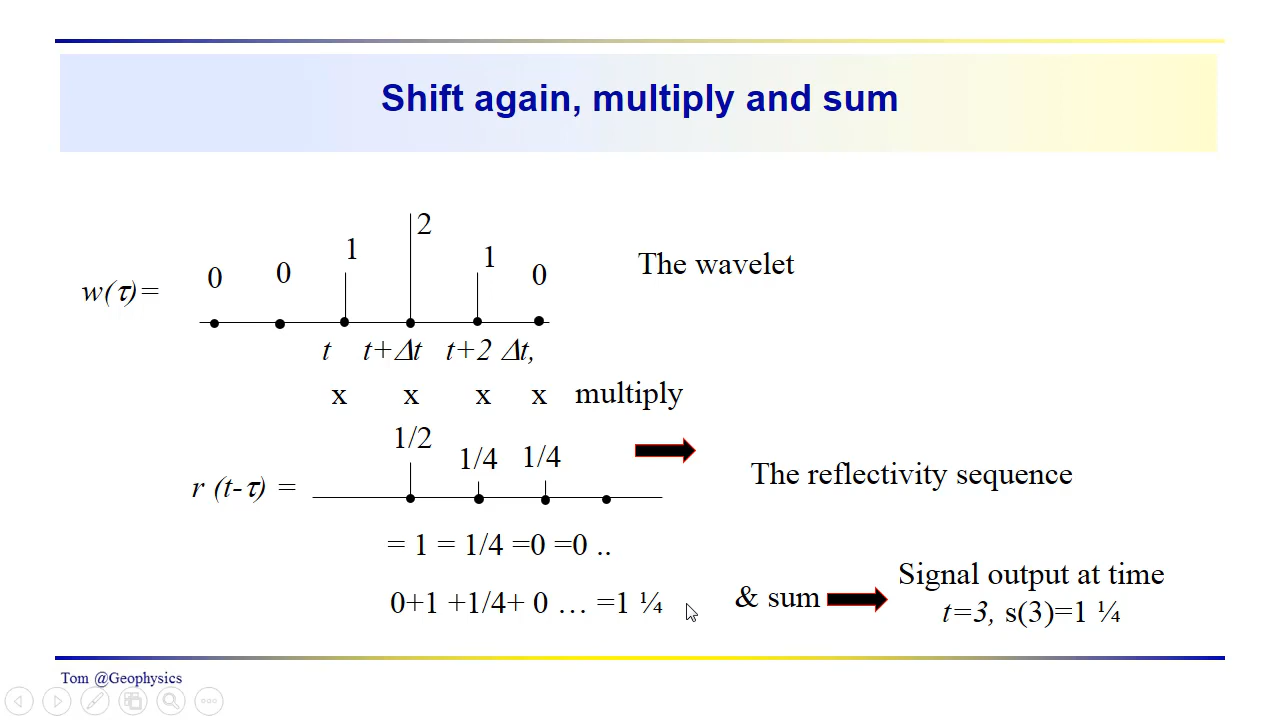 Shift again, multiply and sum
w(τ)= 0 0 1 2 1 0 The wavelet
t t+Δt t+2 Δt,
x x x x multiply
1/2 1/4 1/4
r (t-τ) = The reflectivity sequence
= 1 = 1/4 =0 =0 ..
0+1 +1/4+ 0 … =1 ¼ & sum
Signal output at time
t=3, s(3)=1 ¼
Tom @Geophysics